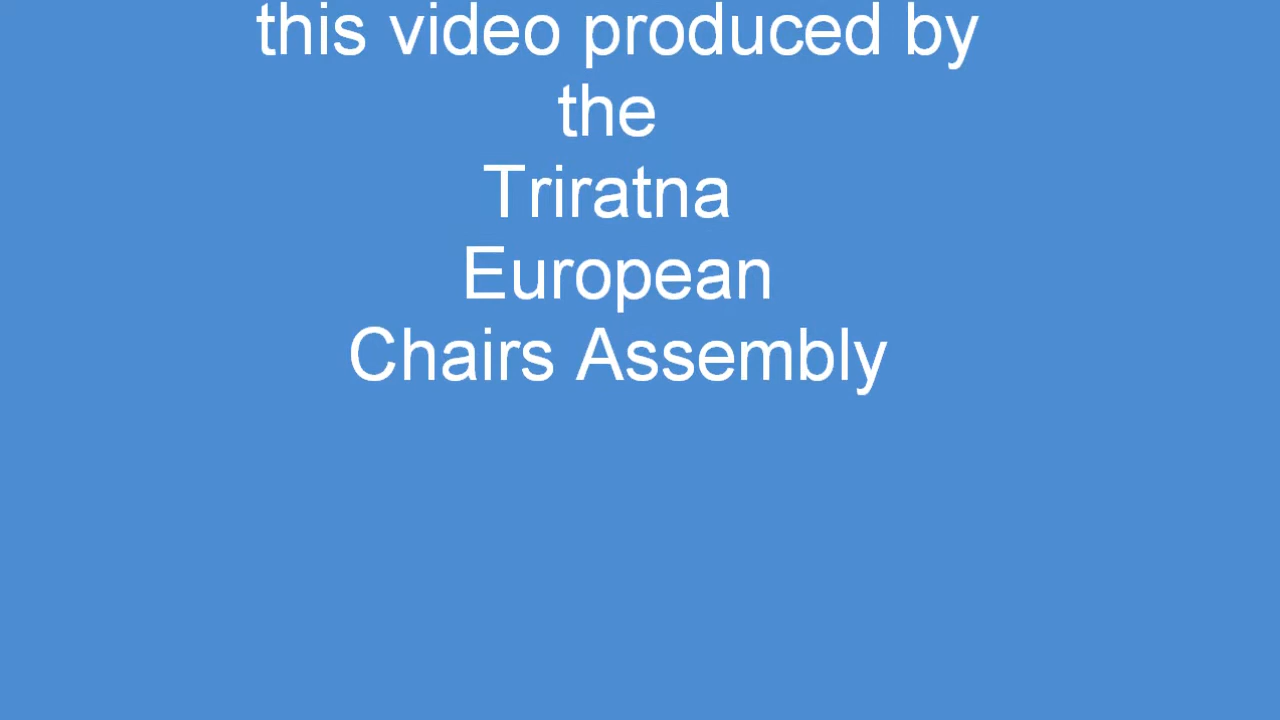 this video produced by
the
Triratna
European
Chairs Assembly